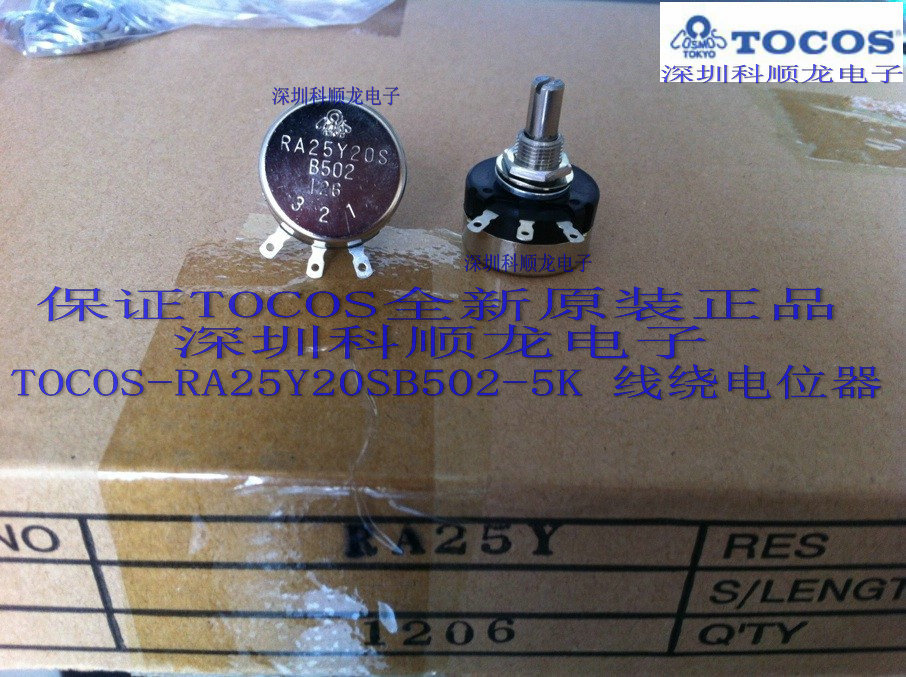 COSMOS
TOKYO
TOCOS
深圳科顺龙电子
深圳科顺龙电子
RA25Y20S
B502
126
3 2 1
深圳科顺龙电子
保证TOCOS全新原装正品
深圳科顺龙电子
TOCOS-RA25Y20SB502-5K 线绕电位器
NO RA25Y RES
S/LENGT
1206 Q'TY